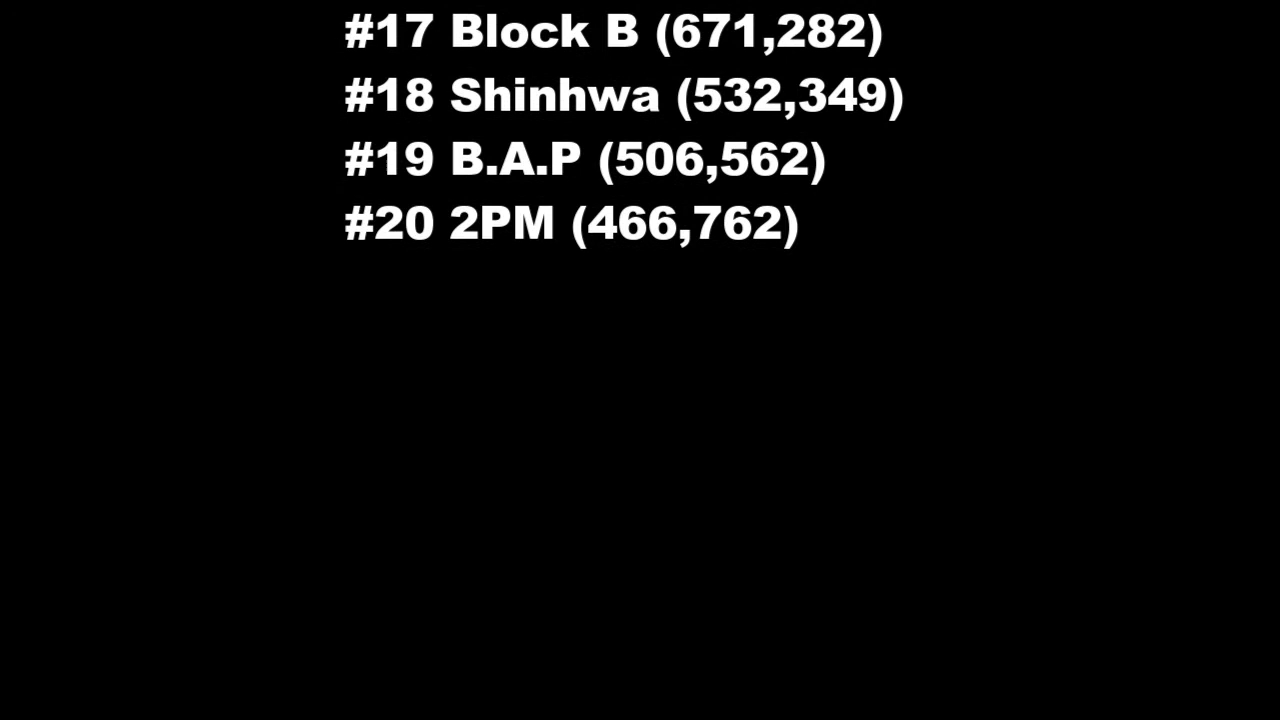 #17 Block B (671,282)
#18 Shinhwa (532,349)
#19 B.A.P (506,562)
#20 2PM (466,762)